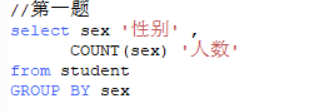 //第一题
select sex '性别' ,
COUNT(sex) '人数'
from student
GROUP BY sex